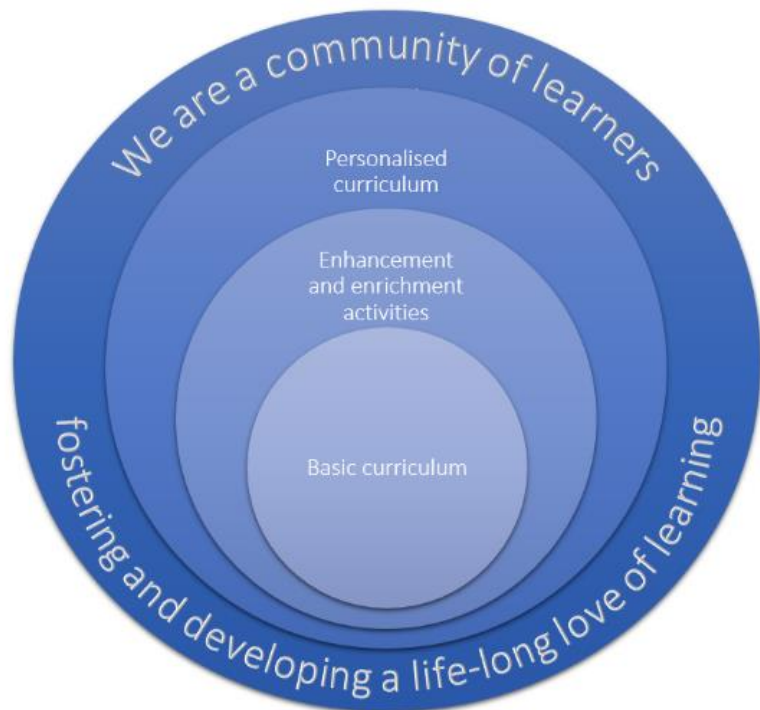 We are a community of learners
Personalised
curriculum
Enhancement
and enrichment
activities
Basic curriculum
fostering and developing a life-long love of learning